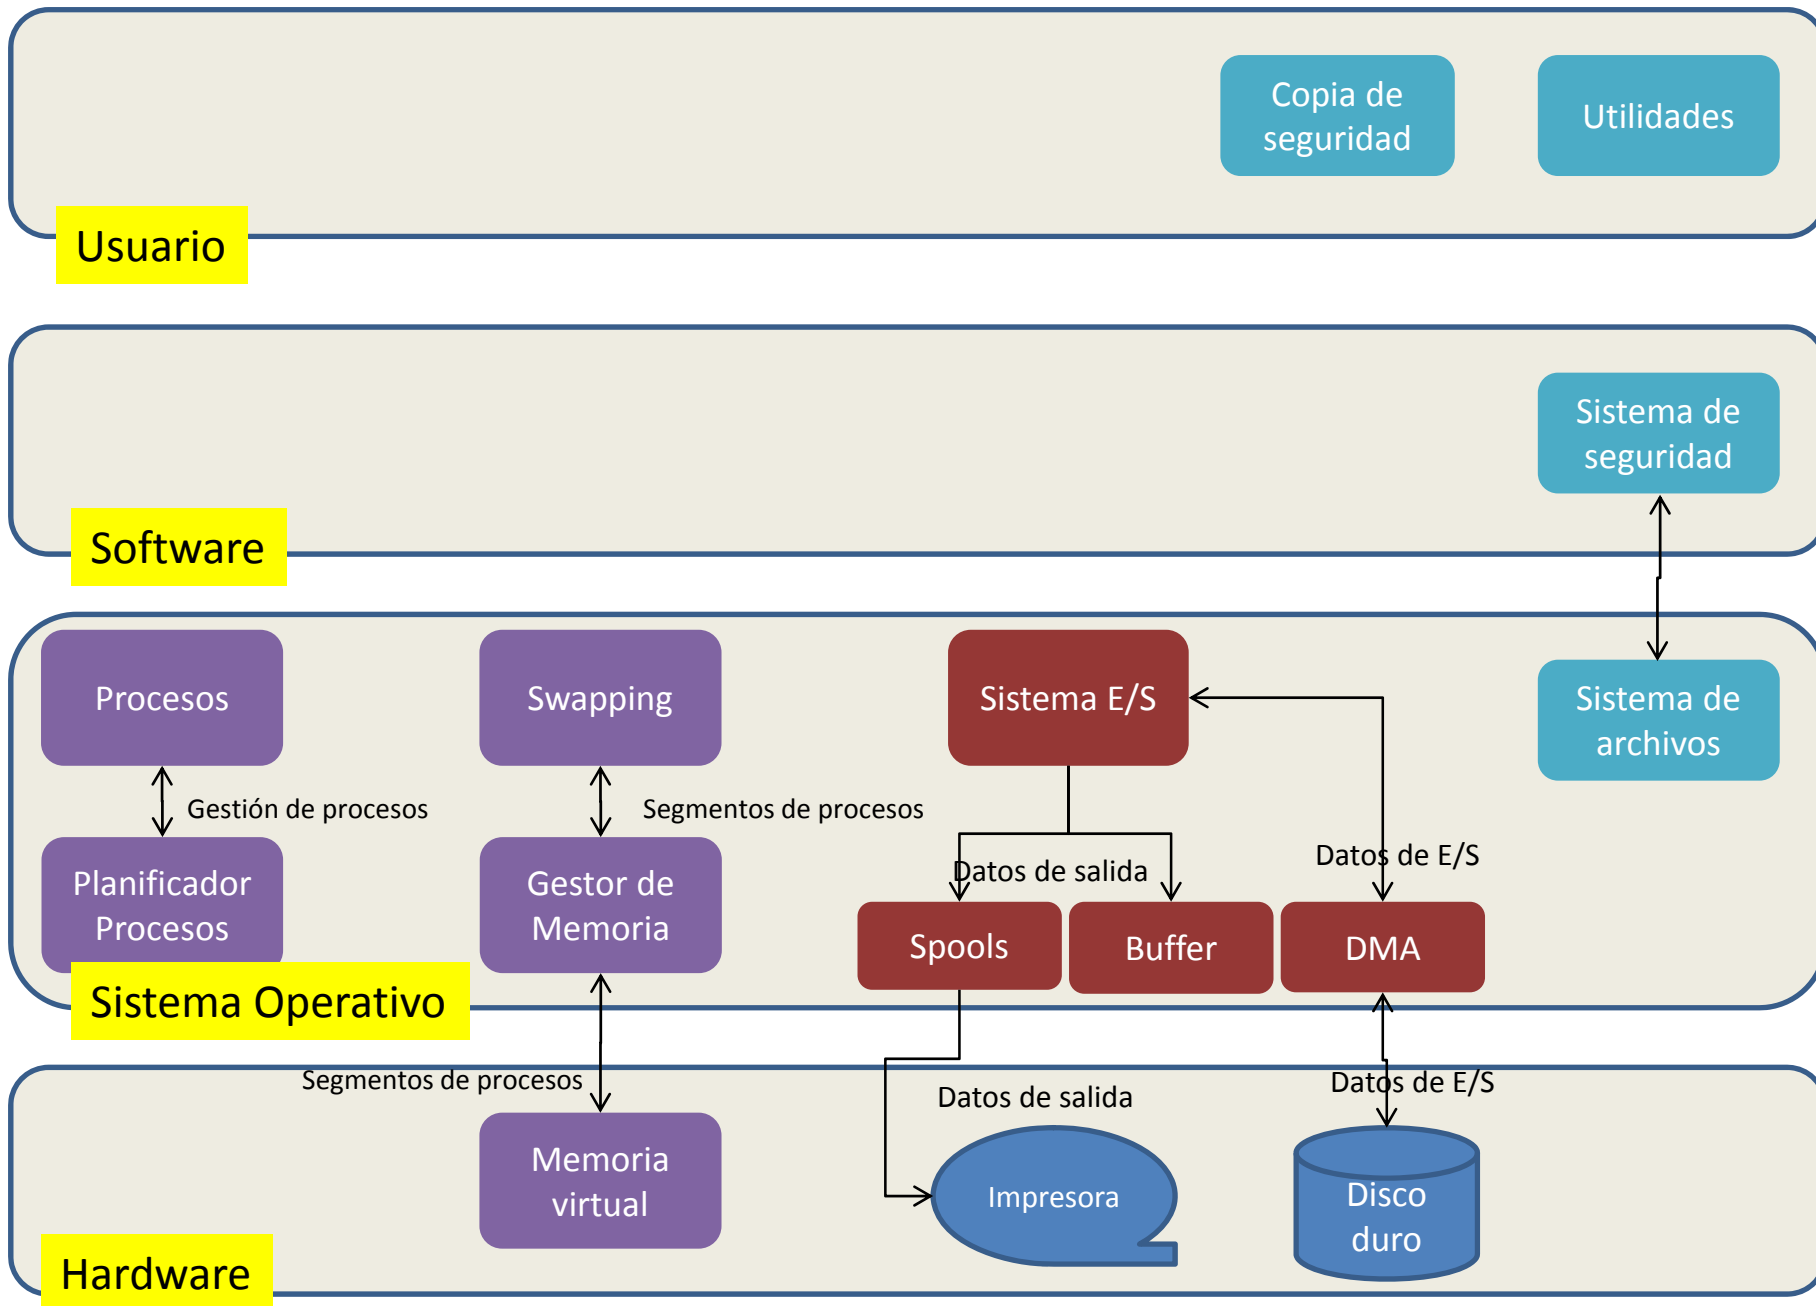 Copia de
seguridad
Utilidades
Usuario
Sistema de
seguridad
Software
Procesos
Swapping
Sistema E/S
Sistema de
archivos
Gestión de procesos
Segmentos de procesos
Planificador
Procesos
Gestor de
Memoria
Datos de salida
Datos de E/S
Spools
Buffer
DMA
Sistema Operativo
Segmentos de procesos
Datos de salida
Datos de E/S
Memoria
virtual
Impresora
Disco
duro
Hardware